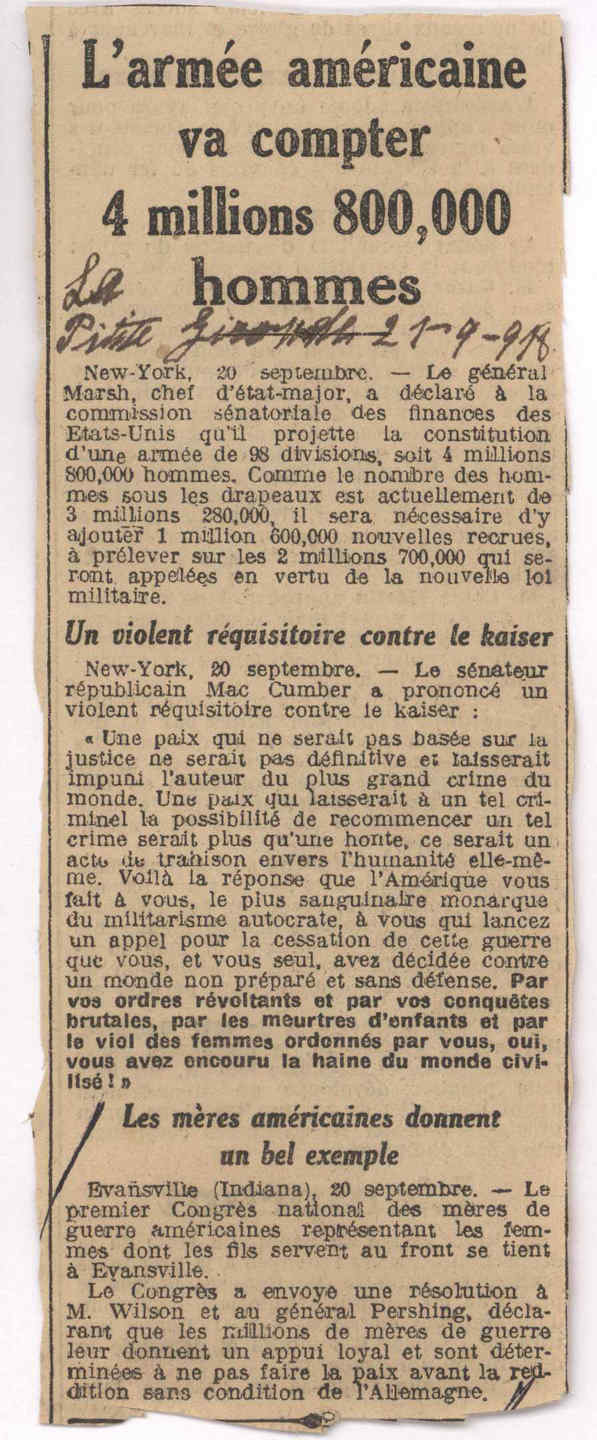 L'armée américaine
va compter
4 millions 800,000
hommes
La
Pitite Gironde 21-9-918
New-York, 20 septembre. — Le général
Marsh, chef d'état-major, a déclaré à la
commission sénatoriale des finances des
Etats-Unis qu'il projette la constitution
d'une armée de 98 divisions, soit 4 millions
800,000 hommes. Comme le nombre des hom-
mes sous les drapeaux est actuellement de
3 millions 280,000, il sera nécessaire d'y
ajouter 1 million 600,000 nouvelles recrues,
à prélever sur les 2 millions 700,000 qui se-
ront appelées en vertu de la nouvelle loi
militaire.
Un violent réquisitoire contre le kaiser
New-York, 20 septembre. — Le sénateur
républicain Mac Cumber a prononcé un
violent réquisitoire contre le kaiser :
« Une paix qui ne serait pas basée sur la
justice ne serait pas définitive et laisserait
impuni l'auteur du plus grand crime du
monde. Une paix qui laisserait à un tel cri-
minel la possibilité de recommencer un tel
crime serait plus qu'une honte, ce serait un
acte de trahison envers l'humanité elle-mê-
me. Voilà la réponse que l'Amérique vous
fait à vous, le plus sanguinaire monarque
du militarisme autocrate, à vous qui lancez
un appel pour la cessation de cette guerre
que vous, et vous seul, avez décidée contre
un monde non préparé et sans défense. Par
vos ordres révoltants et par vos conquêtes
brutales, par les meurtres d'enfants et par
le viol des femmes ordonnés par vous, oui,
vous avez encouru la haine du monde civi-
lisé ! »
Les mères américaines donnent
un bel exemple
Evansville (Indiana), 20 septembre. — Le
premier Congrès national des mères de
guerre américaines représentant les fem-
mes dont les fils servent au front se tient
à Evansville.
Le Congrès a envoyé une résolution à
M. Wilson et au général Pershing, décla-
rant que les millions de mères de guerre
leur donnent un appui loyal et sont déter-
minées à ne pas faire la paix avant la red-
dition sans condition de l'Allemagne.